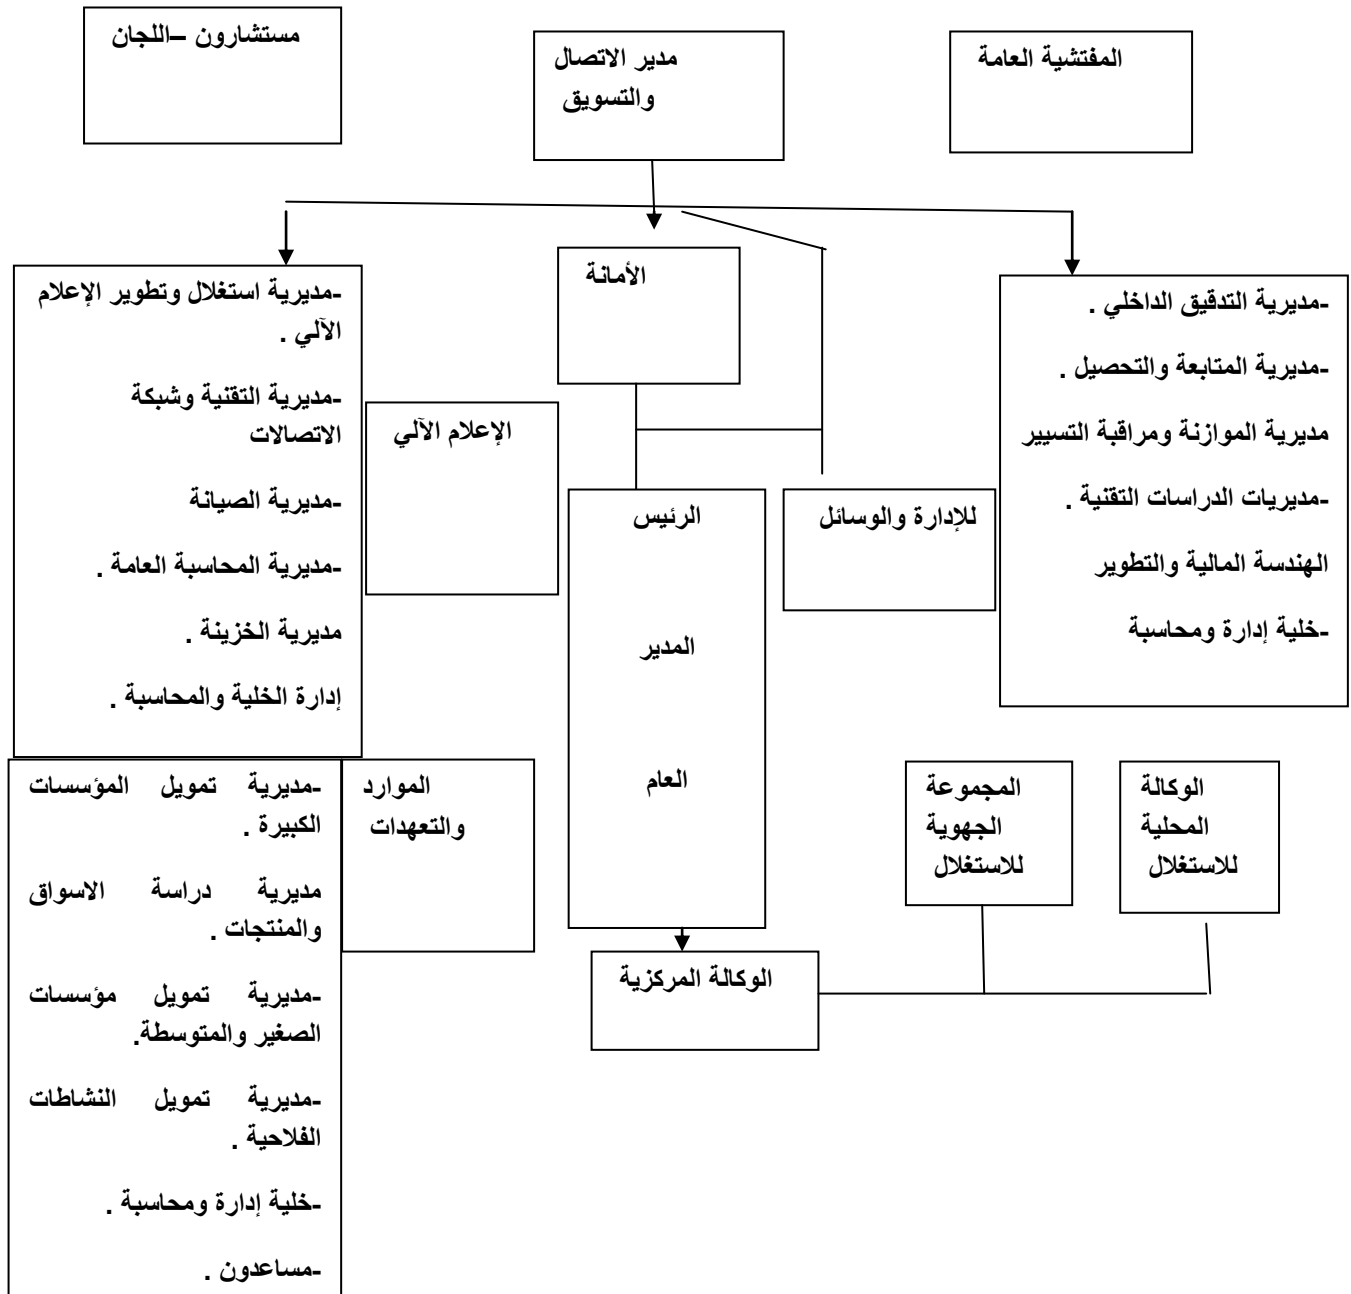 مستشارون –اللجان
مدير الاتصال
والتسويق
المفتشية العامة
-مديرية استغلال وتطوير الإعلام
الآلي .
-مديرية التقنية وشبكة
الاتصالات
-مديرية الصيانة
-مديرية المحاسبة العامة .
مديرية الخزينة .
إدارة الخلية والمحاسبة .
الإعلام الآلي
الأمانة
الرئيس
المدير
العام
للإدارة والوسائل
-مديرية التدقيق الداخلي .
-مديرية المتابعة والتحصيل .
مديرية الموازنة ومراقبة التسيير
-مديريات الدراسات التقنية .
الهندسة المالية والتطوير
-خلية إدارة ومحاسبة
-مديرية تمويل المؤسسات
الكبيرة .
مديرية دراسة الاسواق
والمنتجات .
-مديرية تمويل مؤسسات
الصغير والمتوسطة.
-مديرية تمويل النشاطات
الفلاحية .
-خلية إدارة ومحاسبة .
-مساعدون .
الموارد
والتعهدات
الوكالة المركزية
المجموعة
الجهوية
للاستغلال
الوكالة
المحلية
للاستغلال